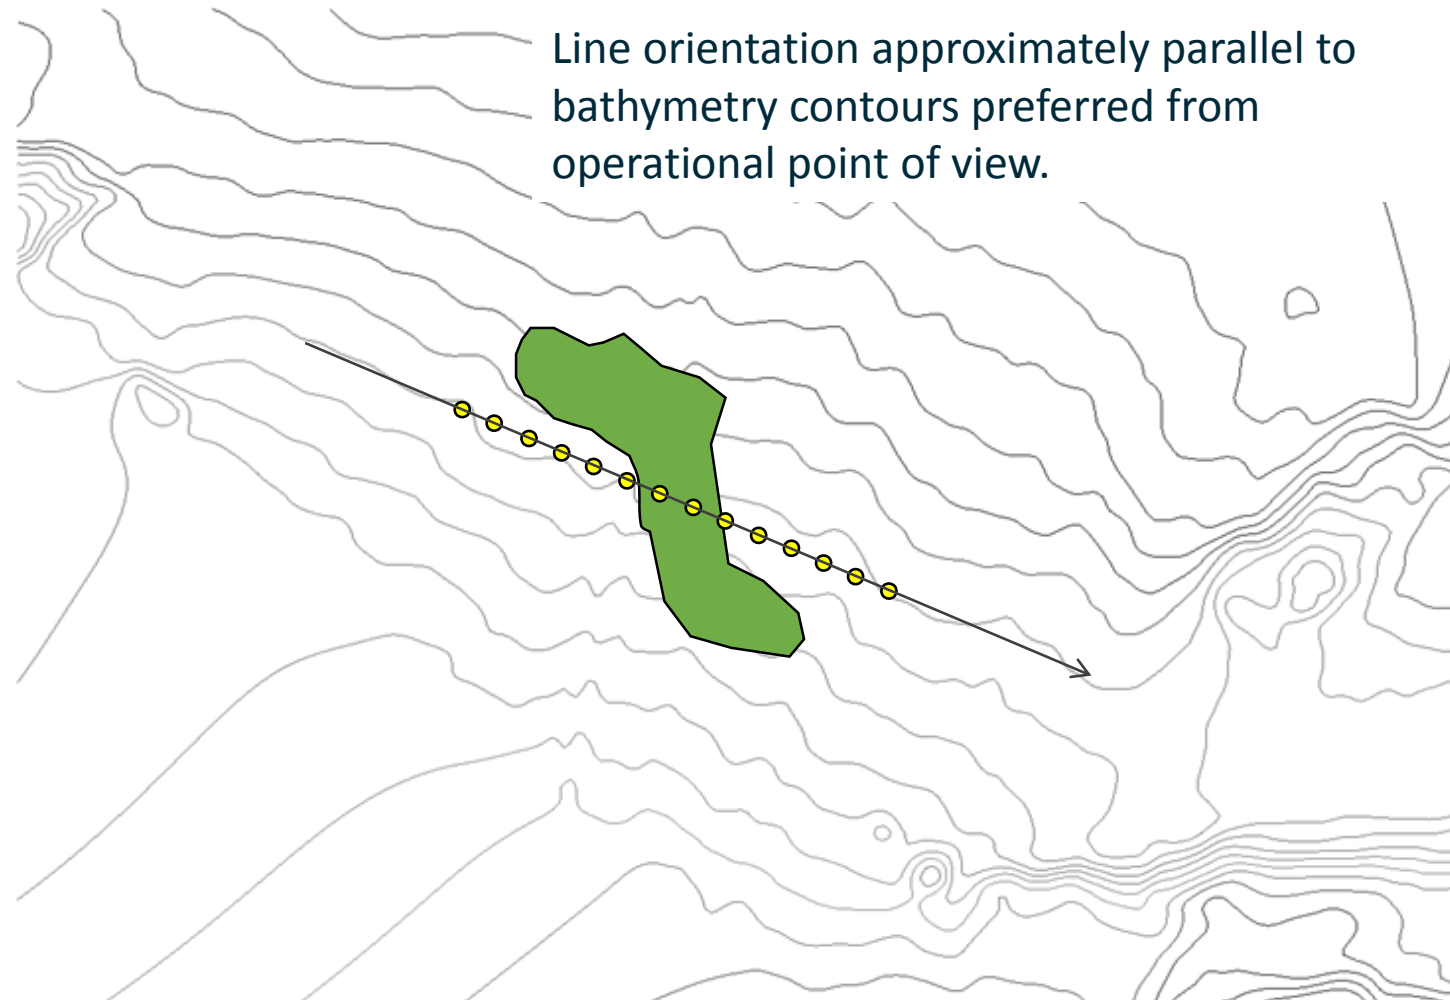 Line orientation approximately parallel to
bathymetry contours preferred from
operational point of view.